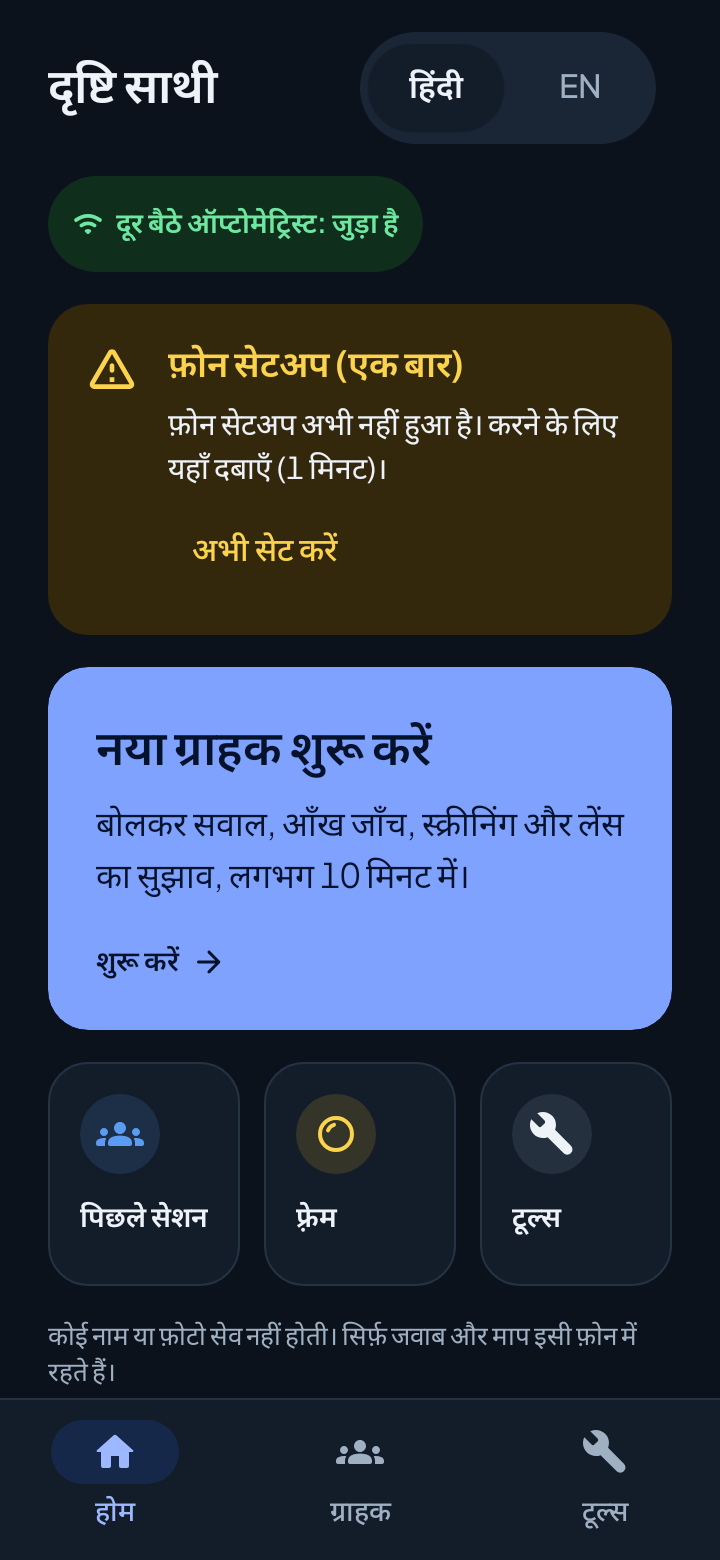 दृष्टि साथी
हिंदी
EN
दूर बैठे ऑप्टोमेट्रिस्ट: जुड़ा है
फ़ोन सेटअप (एक बार)
फ़ोन सेटअप अभी नहीं हुआ है। करने के लिए
यहाँ दबाएँ (1 मिनट)।
अभी सेट करें
नया ग्राहक शुरू करें
बोलकर सवाल, आँख जाँच, स्क्रीनिंग और लेंस
का सुझाव, लगभग 10 मिनट में।
शुरू करें
पिछले सेशन
फ़्रेम
टूल्स
कोई नाम या फ़ोटो सेव नहीं होती। सिर्फ़ जवाब और माप इसी फ़ोन में
रहते हैं।
होम
ग्राहक
टूल्स